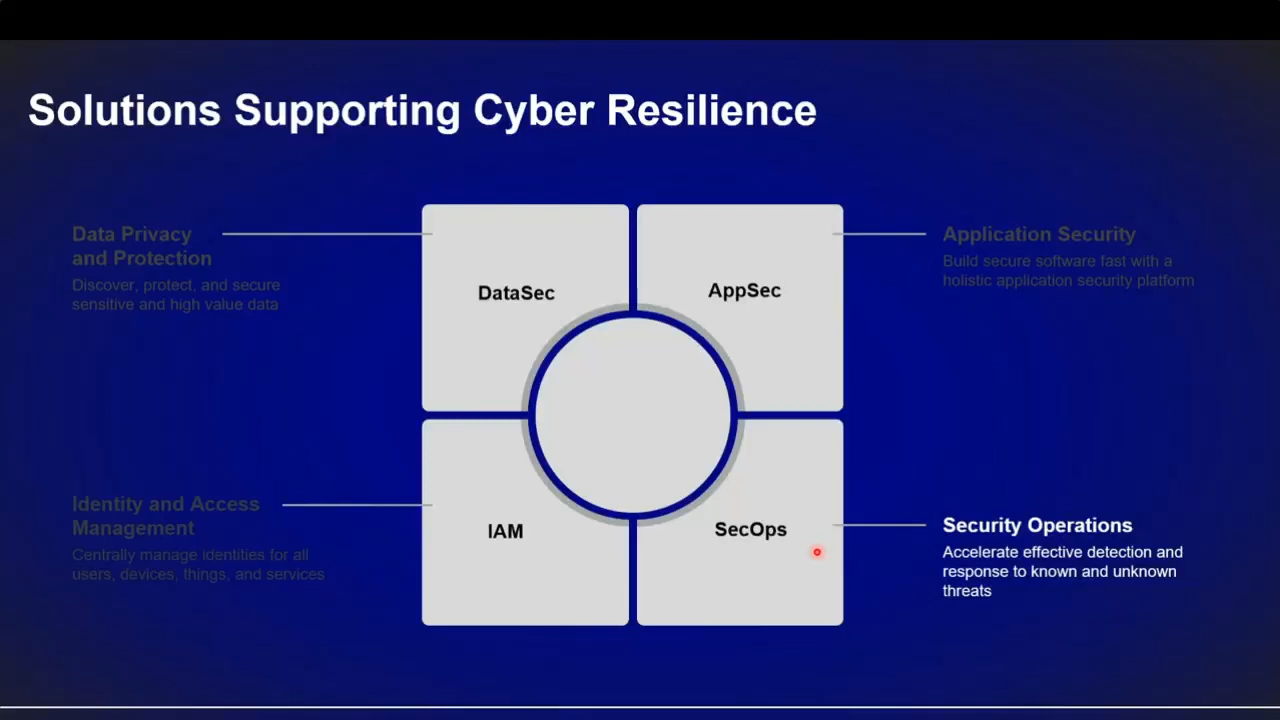 Solutions Supporting Cyber Resilience
Data Privacy
and Protection
Discover, protect, and secure
sensitive and high value data
DataSec
AppSec
Application Security
Build secure software fast with a
holistic application security platform
Identity and Access
Management
Centrally manage identities for all
users, devices, things, and services
IAM
SecOps
Security Operations
Accelerate effective detection and
response to known and unknown
threats